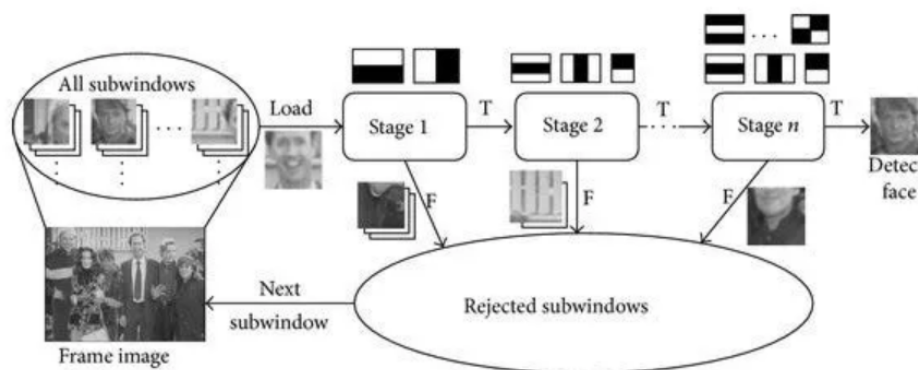 All subwindows
Load
Stage 1
T
Stage 2
T
Stage n
T
Detec
face
F
F
F
Rejected subwindows
Next
subwindow
Frame image